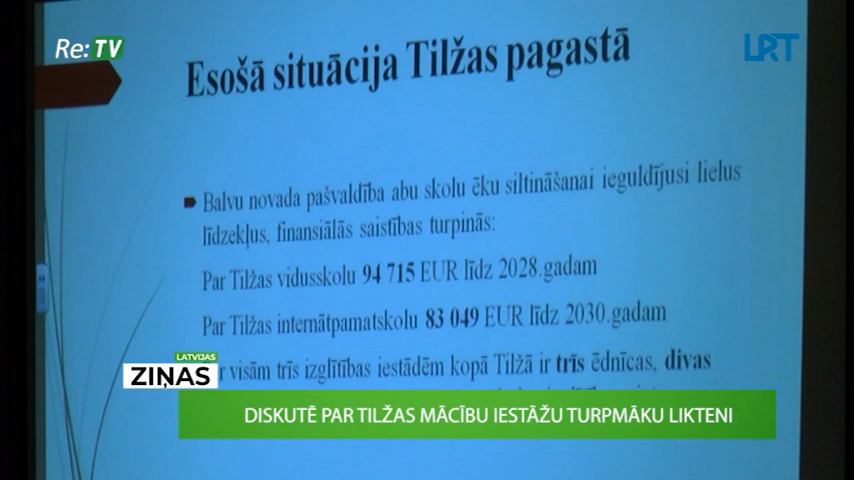 Re:TV
LRT
Esošā situācija Tilžas pagastā
Balvu novada pašvaldība abu skolu ēku siltināšanai ieguldījusi lielus
līdzekļus, finansiālās saistības turpinās:
Par Tilžas vidusskolu 94 715 EUR līdz 2028.gadam
Par Tilžas internātpamatskolu 83 049 EUR līdz 2030.gadam
visām trīs izglītības iestādēm kopā Tilžā ir trīs ēdnīcas, divas
LATVIJAS
ZIŅAS
DISKUTĒ PAR TILŽAS MĀCĪBU IESTĀŽU TURPMĀKU LIKTENI